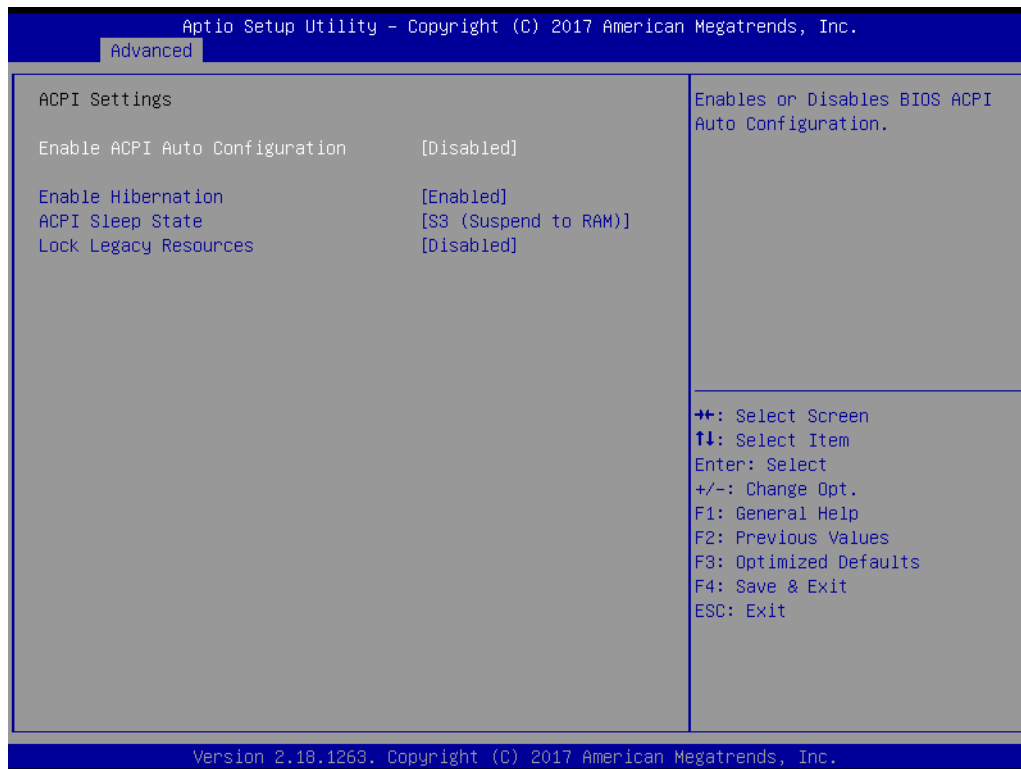 Aptio Setup Utility – Copyright (C) 2017 American Megatrends, Inc.
Advanced
ACPI Settings
Enable ACPI Auto Configuration [Disabled]
Enable Hibernation [Enabled]
ACPI Sleep State [S3 (Suspend to RAM)]
Lock Legacy Resources [Disabled]
Enables or Disables BIOS ACPI
Auto Configuration.
→←: Select Screen
↑↓: Select Item
Enter: Select
+/-: Change Opt.
F1: General Help
F2: Previous Values
F3: Optimized Defaults
F4: Save & Exit
ESC: Exit
Version 2.18.1263. Copyright (C) 2017 American Megatrends, Inc.